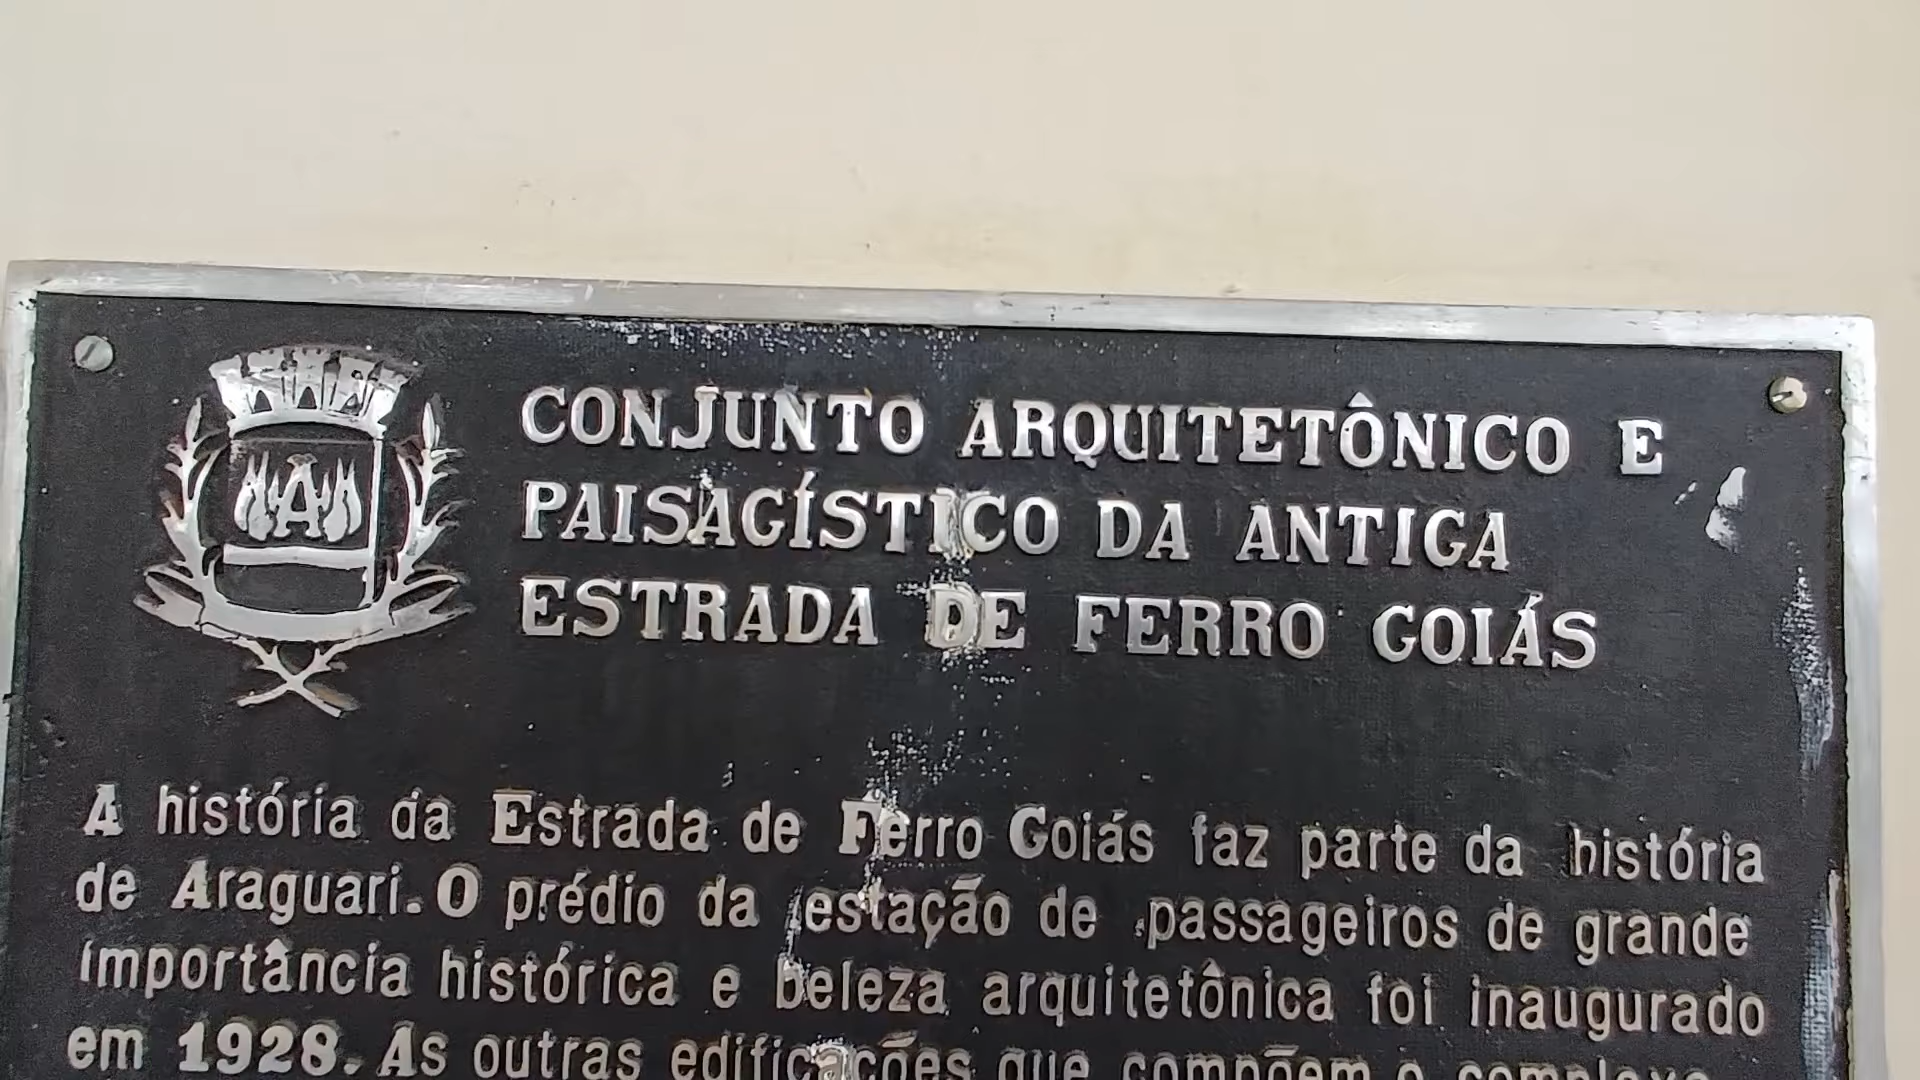 A
CONJUNTO ARQUITETÔNICO E
PAISAGÍSTICO DA ANTIGA
ESTRADA DE FERRO GOIÁS
A história da Estrada de Ferro Goiás faz parte da história
de Araguari. O prédio da estação de passageiros de grande
importância histórica e beleza arquitetônica foi inaugurado
em 1928. As outras edificações que compõem o complexo